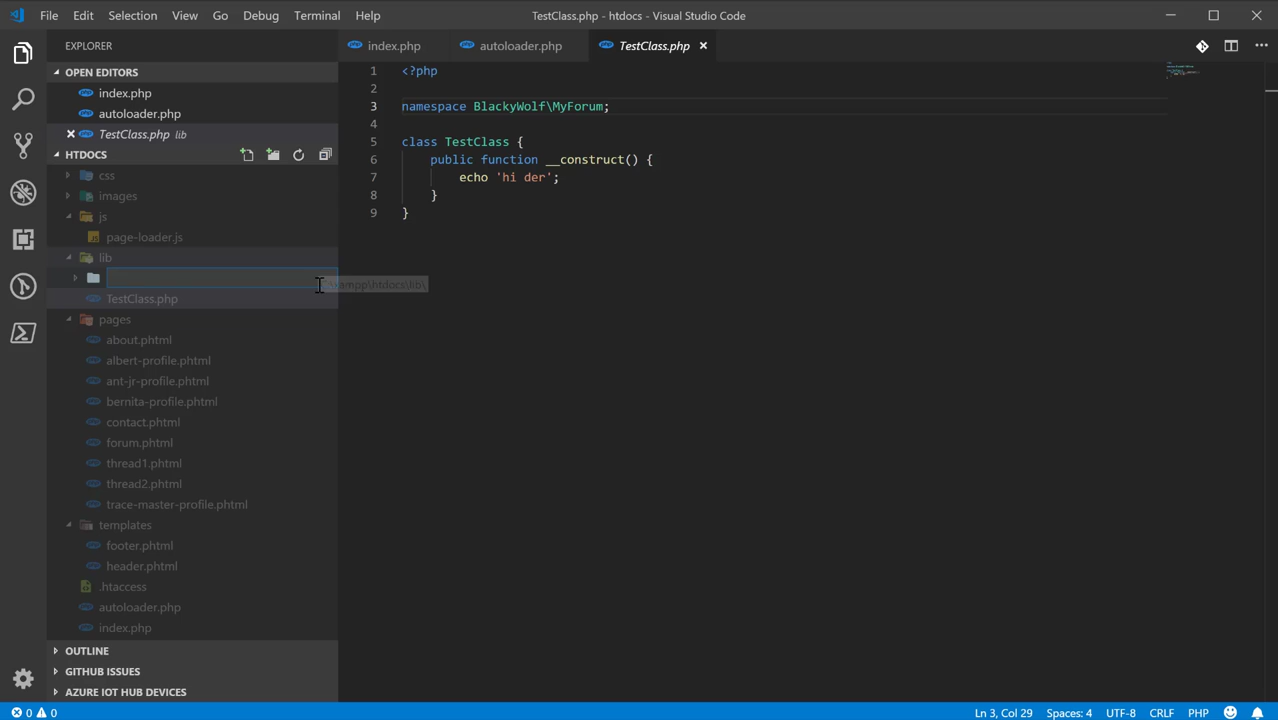 File Edit Selection View Go Debug Terminal Help
TestClass.php - htdocs - Visual Studio Code
EXPLORER
index.php
autoloader.php
TestClass.php
OPEN EDITORS
index.php
autoloader.php
TestClass.php lib
HTDOCS
css
images
js
JS page-loader.js
lib
C:\xampp\htdocs\lib\
TestClass.php
pages
about.phtml
albert-profile.phtml
ant-jr-profile.phtml
bernita-profile.phtml
contact.phtml
forum.phtml
thread1.phtml
thread2.phtml
trace-master-profile.phtml
templates
footer.phtml
header.phtml
.htaccess
autoloader.php
index.php
OUTLINE
GITHUB ISSUES
AZURE IOT HUB DEVICES
1 <?php
2
3 namespace BlackyWolf\MyForum;
4
5 class TestClass {
6 public function __construct() {
7 echo 'hi der';
8 }
9 }
0 0
Ln 3, Col 29 Spaces: 4 UTF-8 CRLF PHP